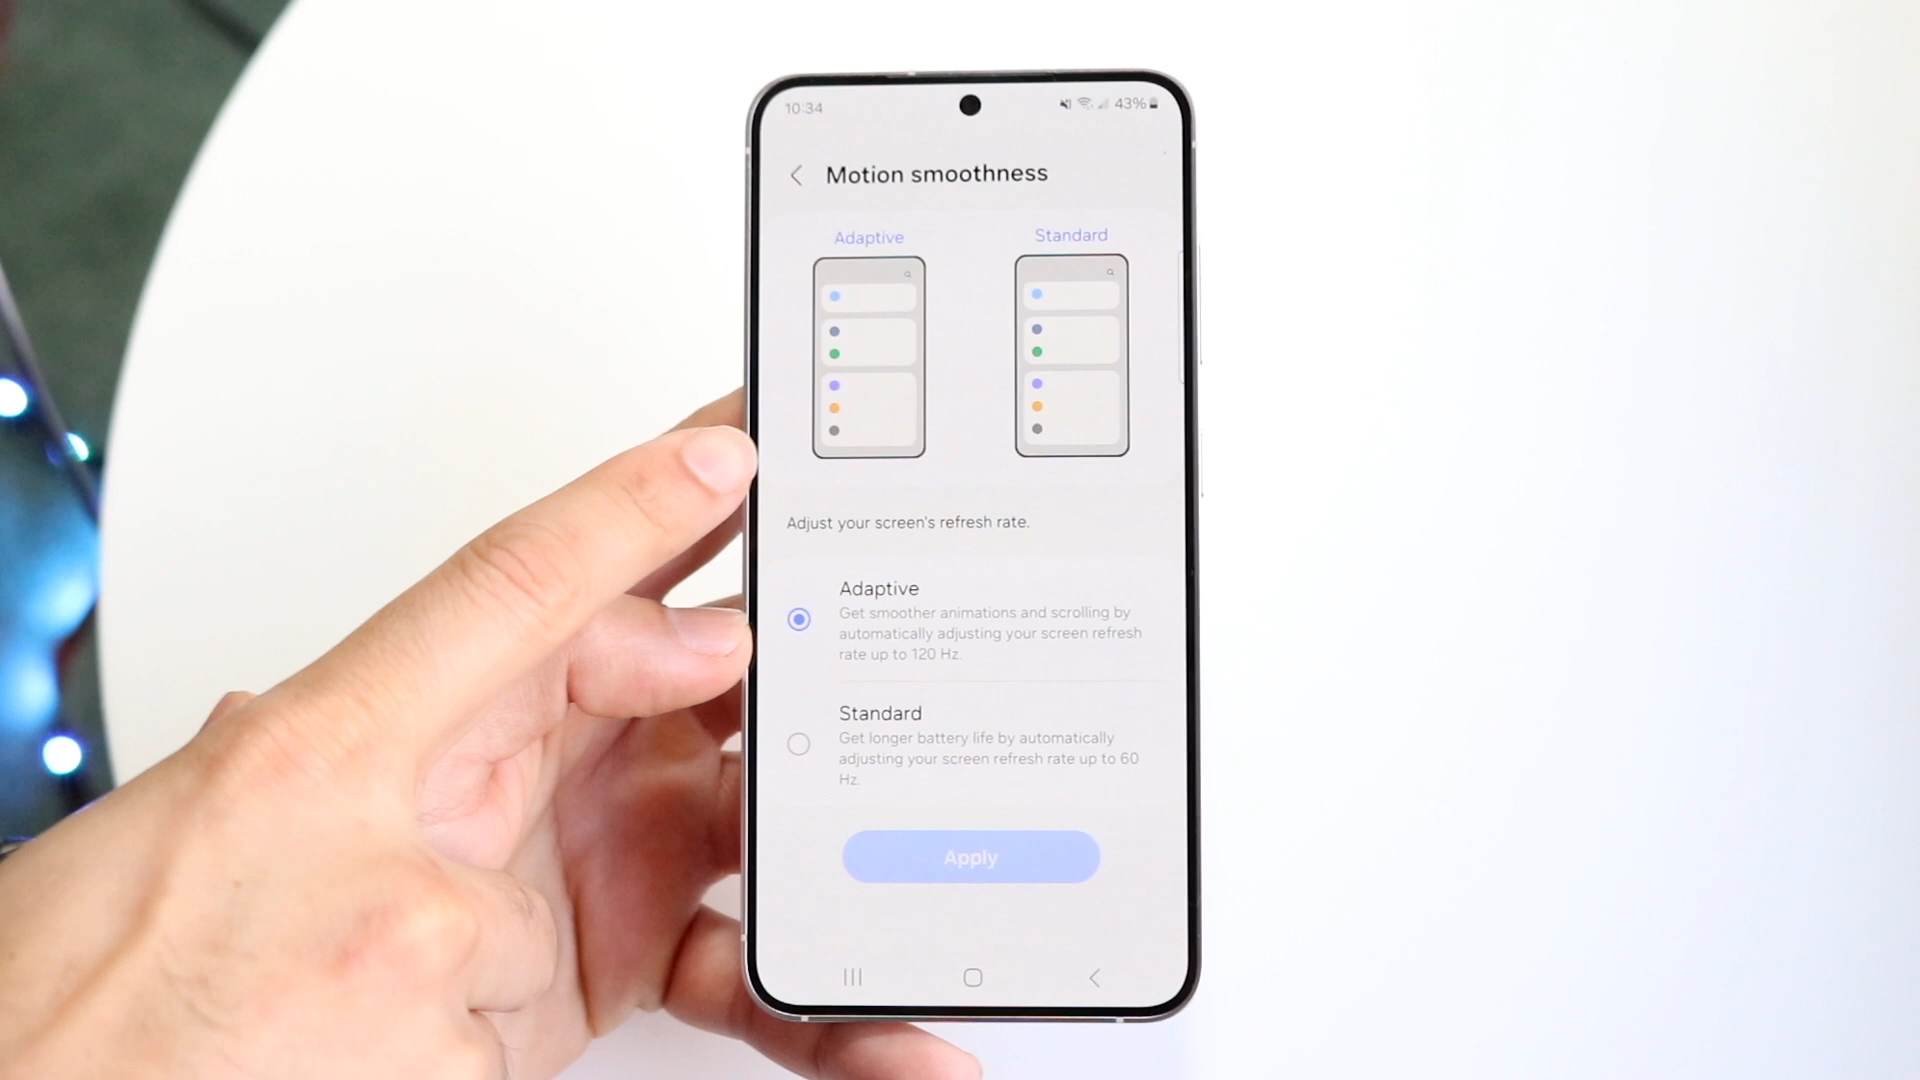 10:34 43%
Motion smoothness
Adaptive Standard
Adjust your screen's refresh rate.
Adaptive
Get smoother animations and scrolling by
automatically adjusting your screen refresh
rate up to 120 Hz.
Standard
Get longer battery life by automatically
adjusting your screen refresh rate up to 60
Hz.
Apply